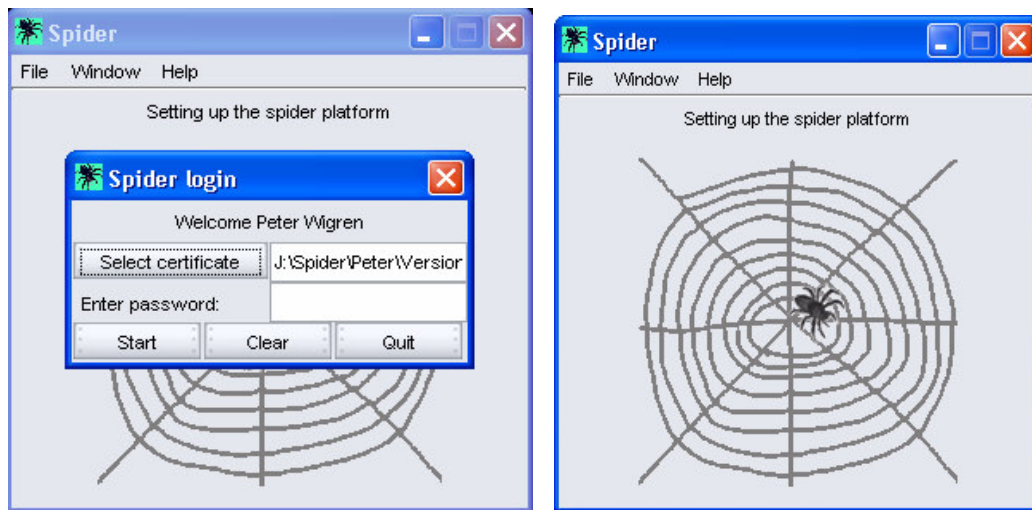 Spider
File Window Help
Setting up the spider platform
Spider login
Welcome Peter Wigren
Select certificate J:\Spider\Peter\Version
Enter password:
Start Clear Quit
Spider
File Window Help
Setting up the spider platform